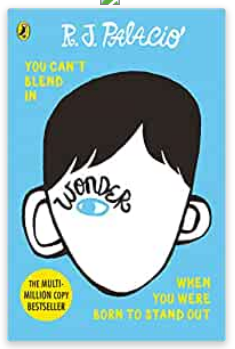 R. J. PALACIO
YOU CAN'T
BLEND
IN
WONDER
THE MULTI-
MILLION COPY
BESTSELLER
WHEN
YOU WERE
BORN TO STAND OUT